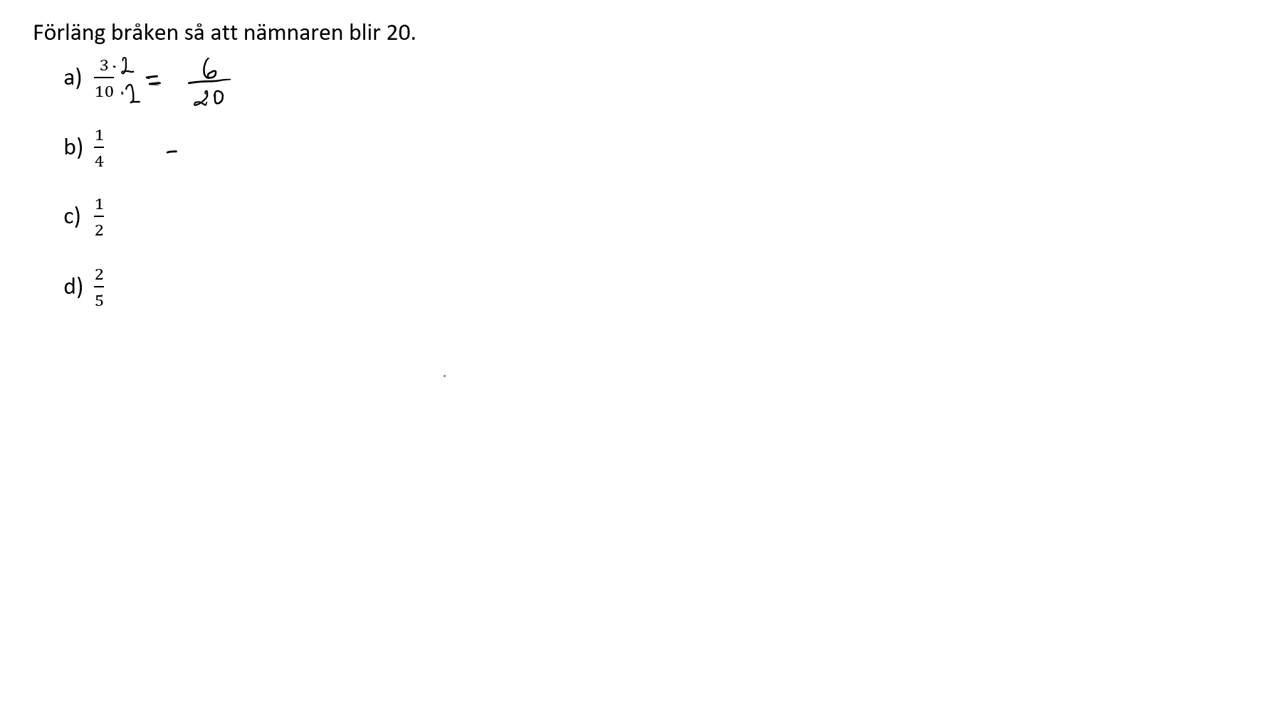 Förläng bråken så att nämnaren blir 20.
a) 3·2/10·2 = 6/20
b) 1/4 -
c) 1/2
d) 2/5